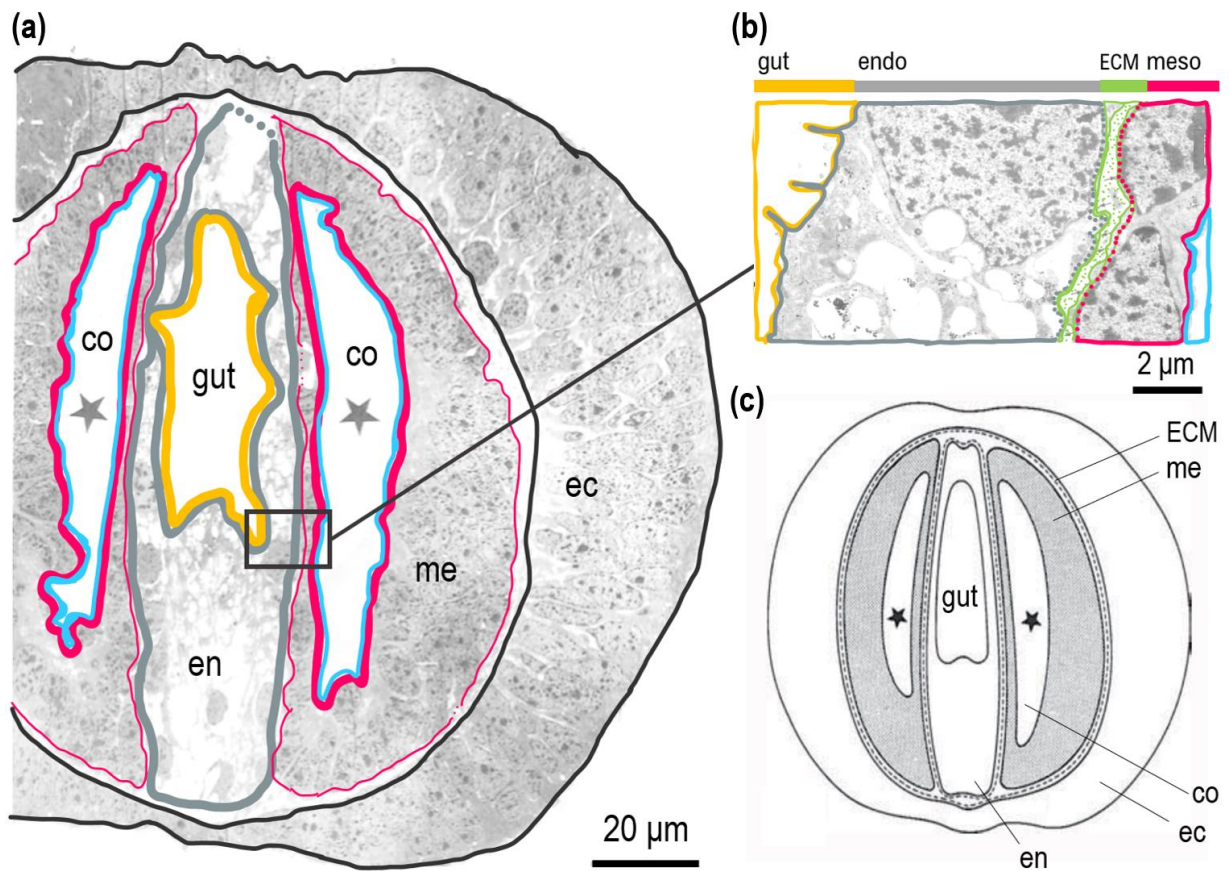 (a)
co
gut
co
ec
me
en
20 µm
(b)
gut endo ECM meso
2 µm
(c)
ECM
me
gut
co
ec
en